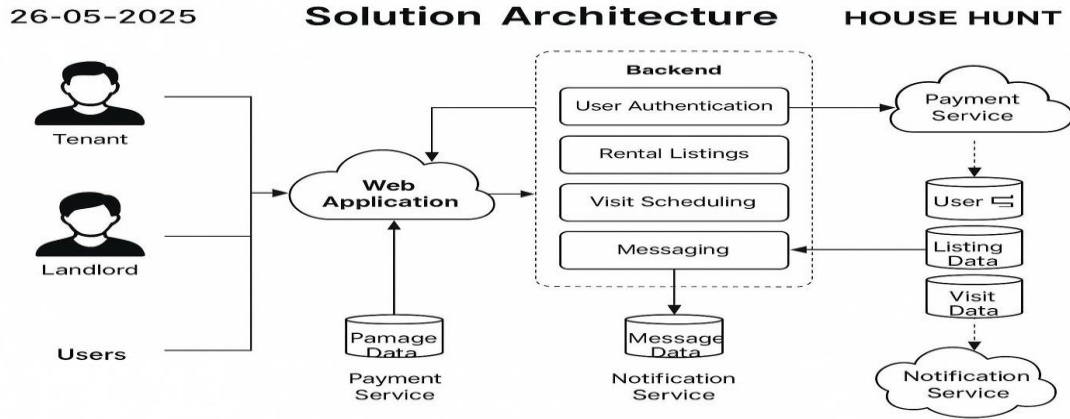 26-05-2025 Solution Architecture HOUSE HUNT
Tenant
Landlord
Users
Web
Application
Pamage
Data
Payment
Service
Backend
User Authentication
Rental Listings
Visit Scheduling
Messaging
Message
Data
Notification
Service
Payment
Service
User
Listing
Data
Visit
Data
Notification
Service